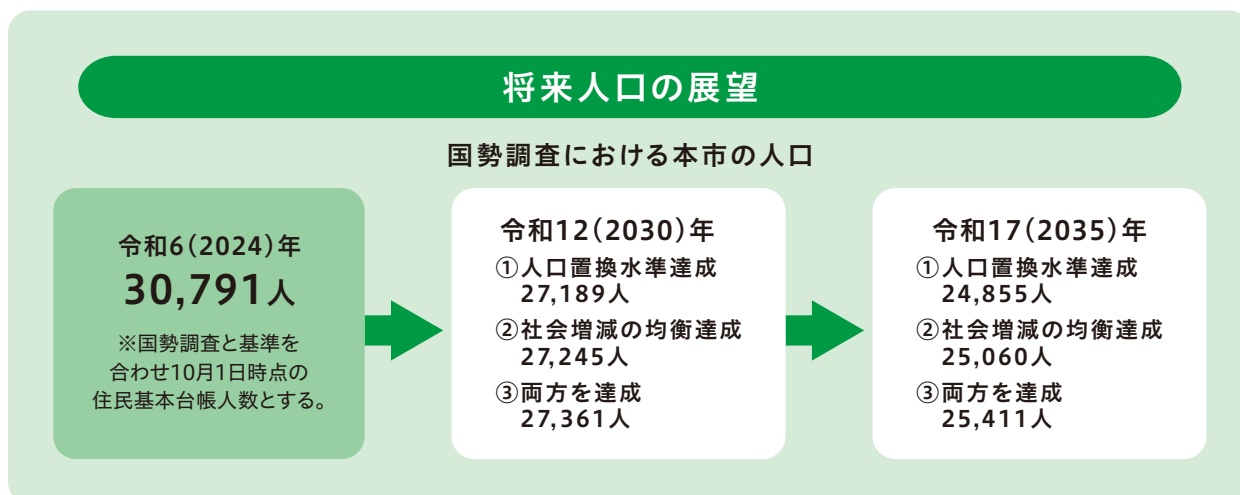 将来人口の展望
国勢調査における本市の人口
令和6(2024)年
30,791人
※国勢調査と基準を
合わせ10月1日時点の
住民基本台帳人数とする。
令和12(2030)年
①人口置換水準達成
27,189人
②社会増減の均衡達成
27,245人
③両方を達成
27,361人
令和17(2035)年
①人口置換水準達成
24,855人
②社会増減の均衡達成
25,060人
③両方を達成
25,411人